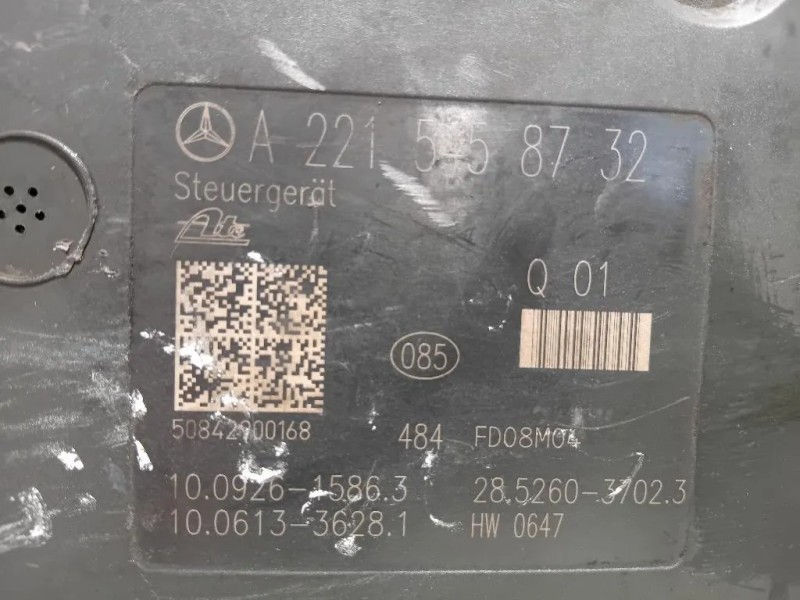 A 221 87 32
Steuergerät
Ate
Q 01
085
50842900168 484 FD08M04
10.0926-1586.3 28.5260-3702.3
10.0613-3628.1 HW 0647